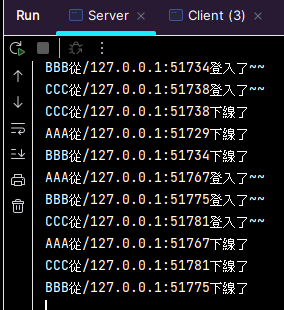 Run Server Client (3)
BBB從/127.0.0.1:51734登入了~~
CCC從/127.0.0.1:51738登入了~~
CCC從/127.0.0.1:51738下線了
AAA從/127.0.0.1:51729下線了
BBB從/127.0.0.1:51734下線了
AAA從/127.0.0.1:51767登入了~~
BBB從/127.0.0.1:51775登入了~~
CCC從/127.0.0.1:51781登入了~~
AAA從/127.0.0.1:51767下線了
CCC從/127.0.0.1:51781下線了
BBB從/127.0.0.1:51775下線了